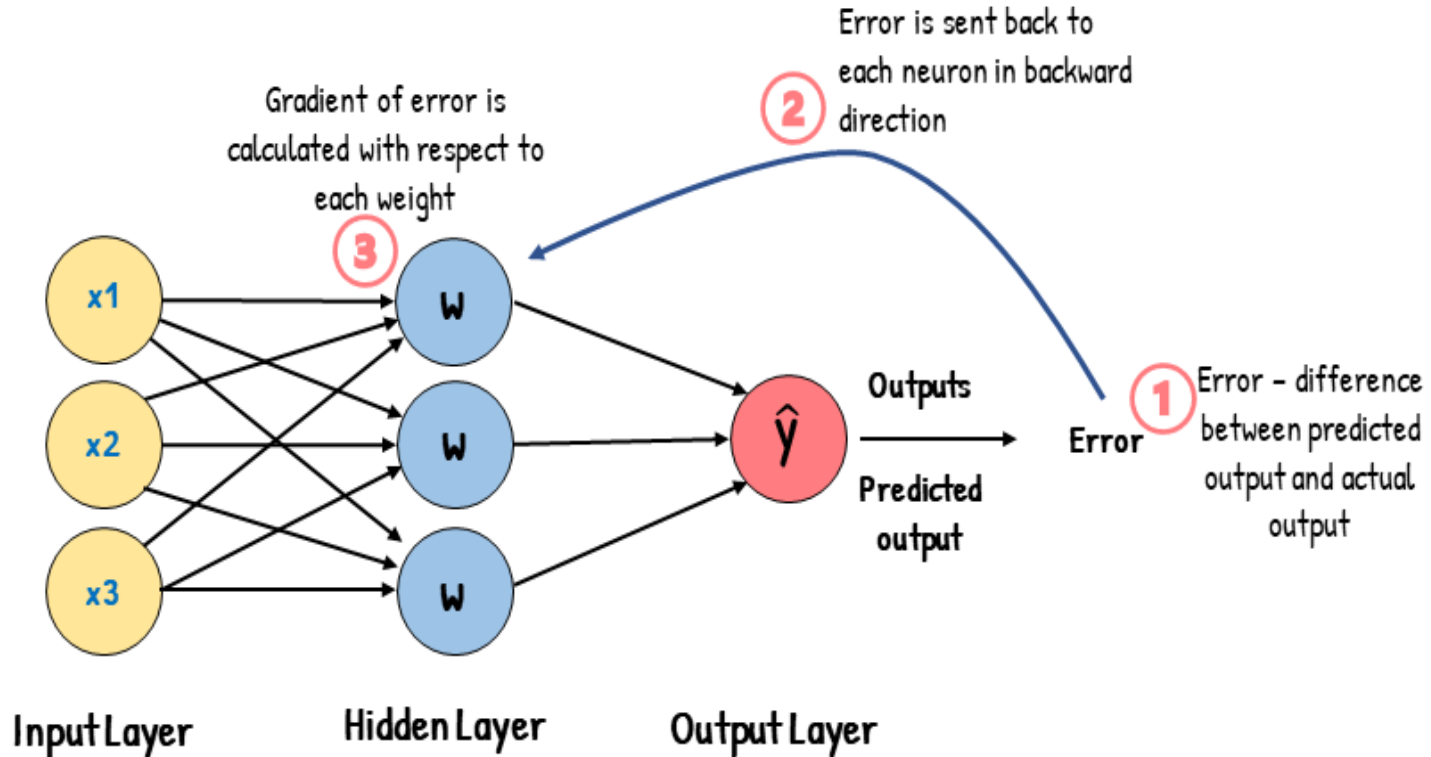 Error is sent back to
each neuron in backward
direction
2
Gradient of error is
calculated with respect to
each weight
3
x1
x2
x3
w
w
w
ŷ
Outputs
Predicted
output
Error
1
Error - difference
between predicted
output and actual
output
Input Layer
Hidden Layer
Output Layer